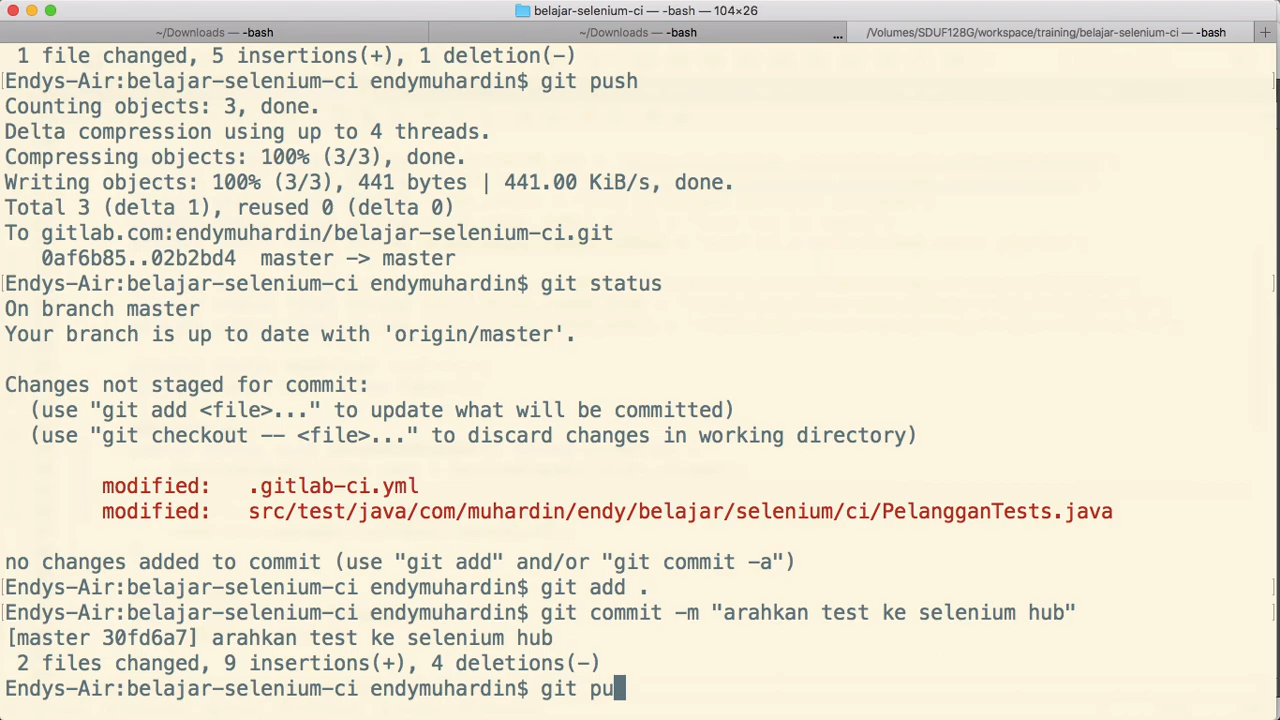 belajar-selenium-ci — -bash — 104×26
~/Downloads — -bash
~/Downloads — -bash
...
/Volumes/SDUF128G/workspace/training/belajar-selenium-ci — -bash
+
 1 file changed, 5 insertions(+), 1 deletion(-)
[Endys-Air:belajar-selenium-ci endymuhardin$ git push ]
Counting objects: 3, done.
Delta compression using up to 4 threads.
Compressing objects: 100% (3/3), done.
Writing objects: 100% (3/3), 441 bytes | 441.00 KiB/s, done.
Total 3 (delta 1), reused 0 (delta 0)
To gitlab.com:endymuhardin/belajar-selenium-ci.git
   0af6b85..02b2bd4  master -> master
[Endys-Air:belajar-selenium-ci endymuhardin$ git status ]
On branch master
Your branch is up to date with 'origin/master'.
Changes not staged for commit:
  (use "git add <file>..." to update what will be committed)
  (use "git checkout -- <file>..." to discard changes in working directory)
        modified:   .gitlab-ci.yml
        modified:   src/test/java/com/muhardin/endy/belajar/selenium/ci/PelangganTests.java
no changes added to commit (use "git add" and/or "git commit -a")
[Endys-Air:belajar-selenium-ci endymuhardin$ git add . ]
[Endys-Air:belajar-selenium-ci endymuhardin$ git commit -m "arahkan test ke selenium hub" ]
[master 30fd6a7] arahkan test ke selenium hub
 2 files changed, 9 insertions(+), 4 deletions(-)
Endys-Air:belajar-selenium-ci endymuhardin$ git pu